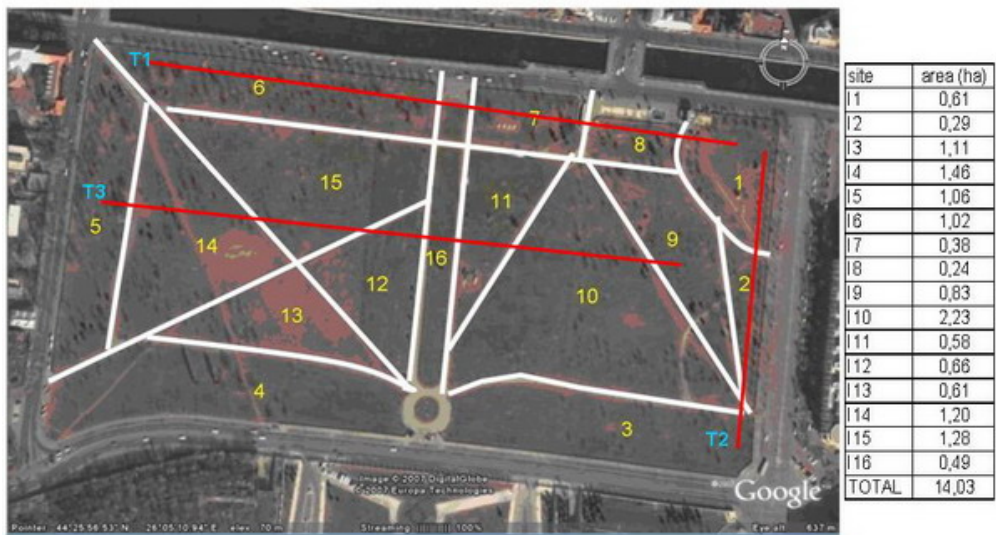 T1
6
7
8
1
15
T3
11
5
14
16
9
12
2
10
13
4
3
T2
Image © 2007 DigitalGlobe
© 2007 Europa Technologies
Google
Pointer 44°25'56.53" N 26°05'10.94" E elev 70 m Streaming ||||||||| 100% Eye alt 637 m
site area (ha)
I1 0,61
I2 0,29
I3 1,11
I4 1,46
I5 1,06
I6 1,02
I7 0,38
I8 0,24
I9 0,83
I10 2,23
I11 0,58
I12 0,66
I13 0,61
I14 1,20
I15 1,28
I16 0,49
TOTAL 14,03